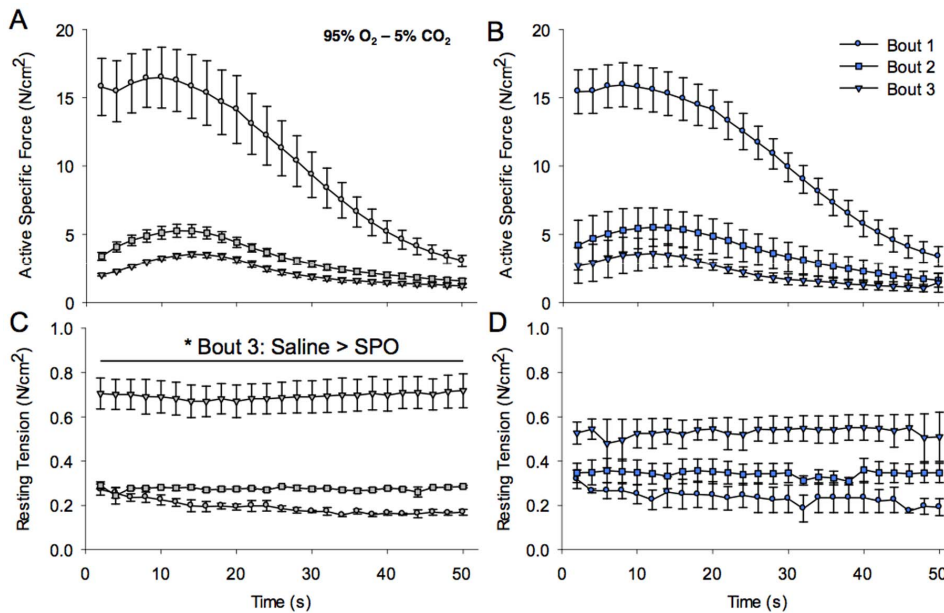 A
95% O2 – 5% CO2
B
Bout 1
Bout 2
Bout 3
Active Specific Force (N/cm2)
20
15
10
5
0
Active Specific Force (N/cm2)
20
15
10
5
0
C
* Bout 3: Saline > SPO
D
Resting Tension (N/cm2)
1.0
0.8
0.6
0.4
0.2
0.0
0 10 20 30 40 50
Time (s)
Resting Tension (N/cm2)
1.0
0.8
0.6
0.4
0.2
0.0
0 10 20 30 40 50
Time (s)